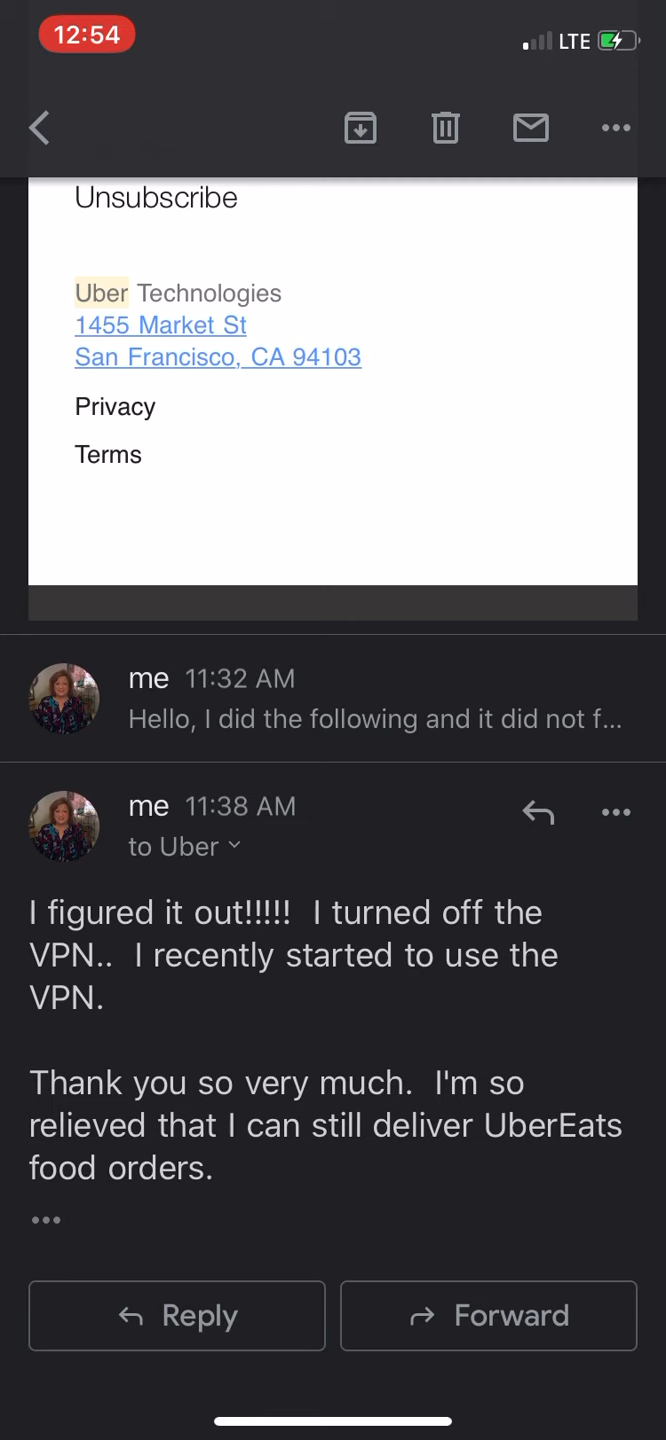 12:54
LTE
Unsubscribe
Uber Technologies
1455 Market St
San Francisco, CA 94103
Privacy
Terms
me 11:32 AM
Hello, I did the following and it did not f...
me 11:38 AM
to Uber
I figured it out!!!!!  I turned off the
VPN..  I recently started to use the
VPN.
Thank you so very much.  I'm so
relieved that I can still deliver UberEats
food orders.
Reply
Forward